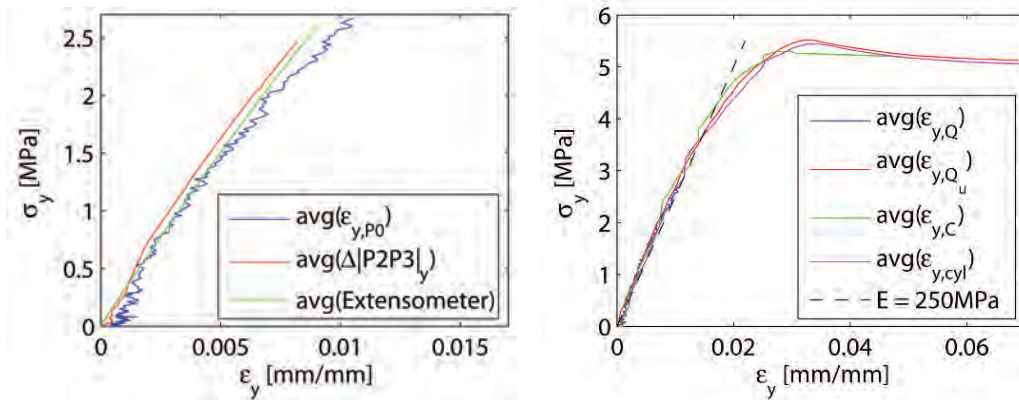 2.5
2
1.5
1
0.5
0
0
0.005
0.01
0.015
σy [MPa]
εy [mm/mm]
avg(εy,P0)
avg(Δ|P2P3|y)
avg(Extensometer)
6
5
4
3
2
1
0
0
0.02
0.04
0.06
σy [MPa]
εy [mm/mm]
avg(εy,Q)
avg(εy,Qu)
avg(εy,C)
avg(εy,cyl)
E = 250MPa